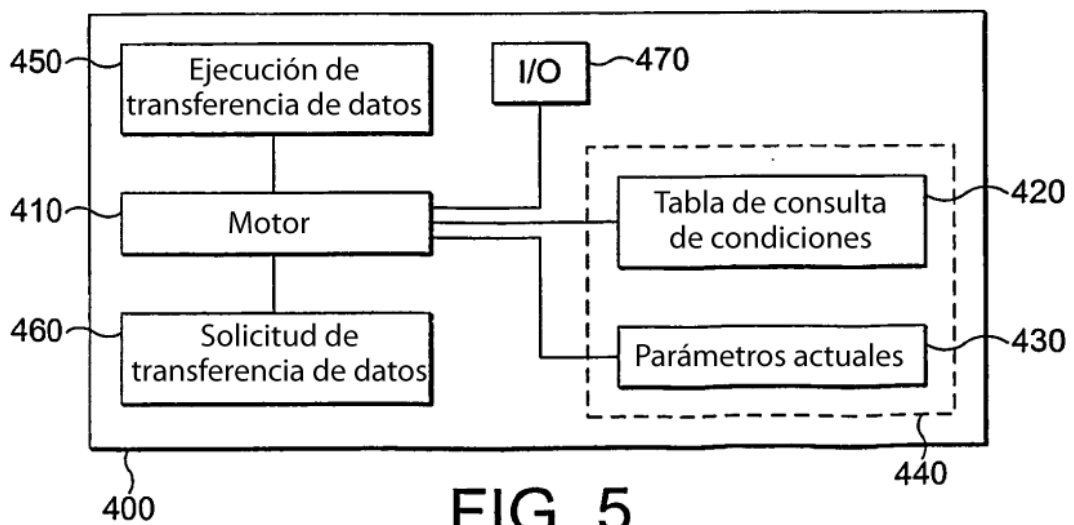 450
Ejecución de
transferencia de datos
I/O
470
410
Motor
Tabla de consulta
de condiciones
420
460
Solicitud de
transferencia de datos
Parámetros actuales
430
440
400
FIG. 5